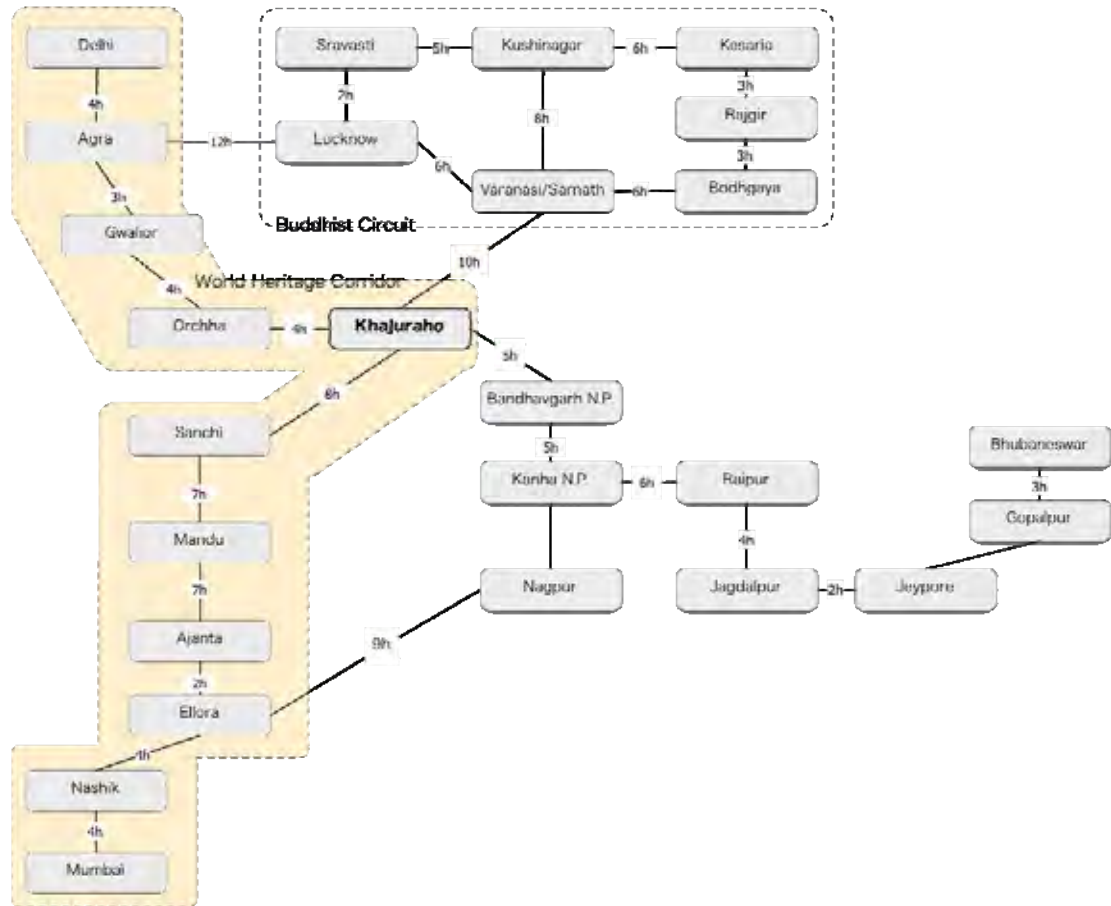 Delhi
Sravasti
5h
Kushinagar
6h
Kesaria
4h
7h
8h
3h
Agra
12h
Lucknow
Rajgir
3h
6h
3h
Varanasi/Sarnath
6h
Bodhgaya
Gwalior
Buddhist Circuit
4h
10h
World Heritage Corridor
Orchha
4h
Khajuraho
5h
Bandhavgarh N.P.
Sanchi
5h
Bhubaneswar
7h
Kanha N.P.
6h
Raipur
3h
Gopalpur
Mandu
4h
7h
Nagpur
Jagdalpur
2h
Jeypore
Ajanta
9h
2h
Ellora
Nashik
4h
Mumbai